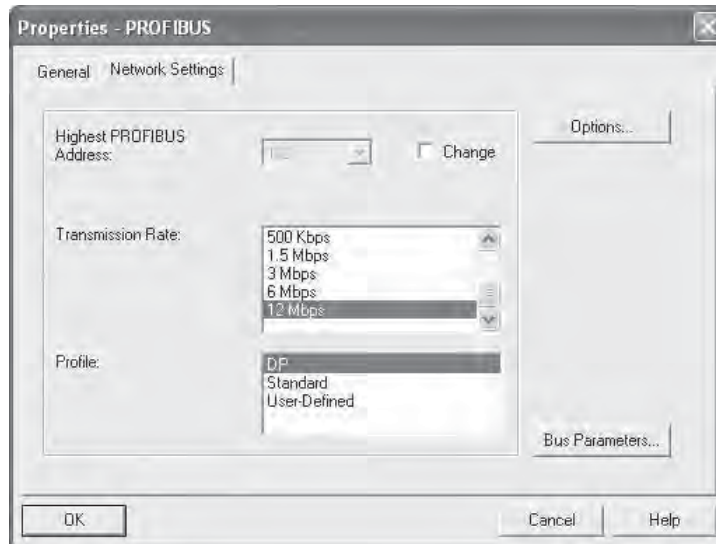 Properties - PROFIBUS
General
Network Settings
Highest PROFIBUS
Address:
Change
Options...
Transmission Rate:
500 Kbps
1.5 Mbps
3 Mbps
6 Mbps
12 Mbps
Profile:
DP
Standard
User-Defined
Bus Parameters...
OK
Cancel
Help